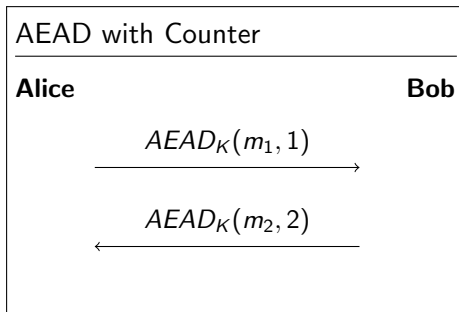 AEAD with Counter
Alice Bob
AEAD_K(m_1, 1)
AEAD_K(m_2, 2)